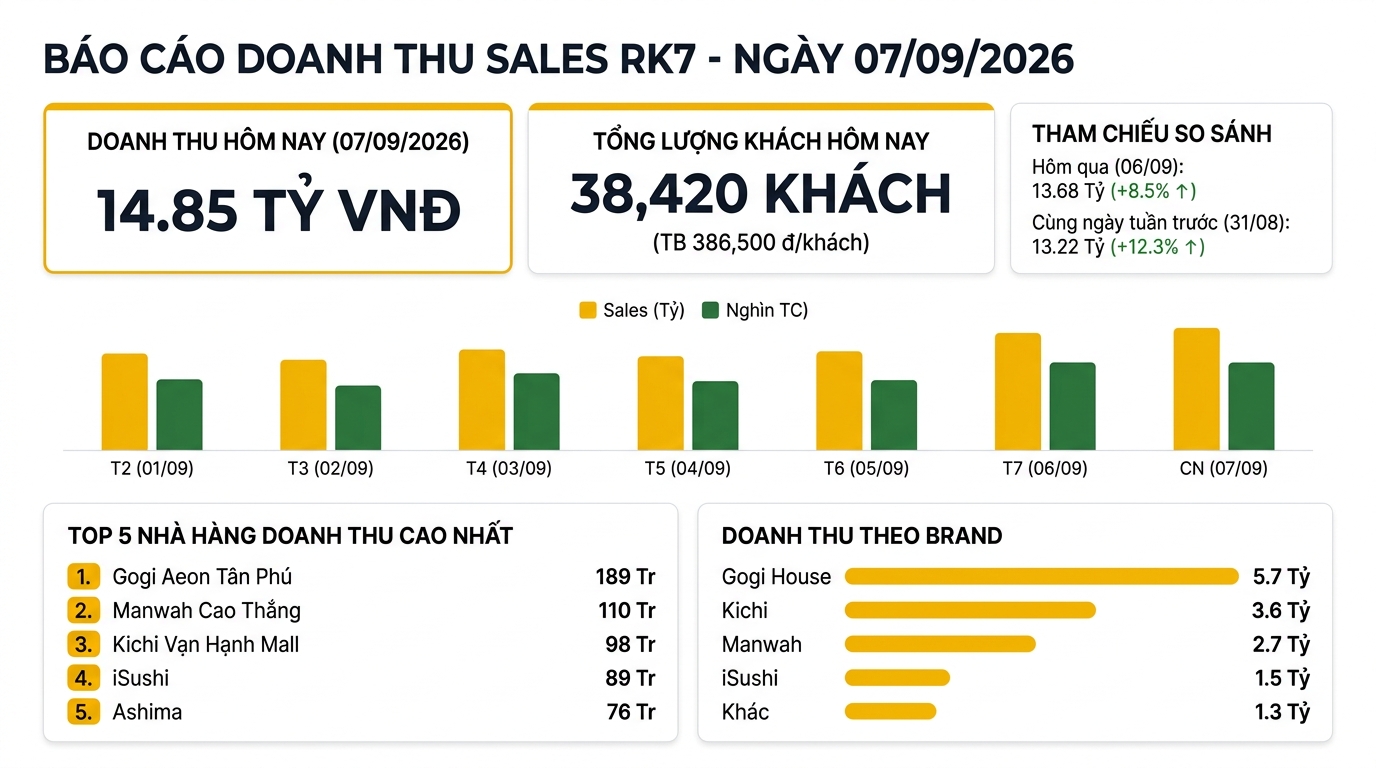 BÁO CÁO DOANH THU SALES RK7 - NGÀY 07/09/2026
DOANH THU HÔM NAY (07/09/2026)
14.85 TỶ VNĐ
TỔNG LƯỢNG KHÁCH HÔM NAY
38,420 KHÁCH
(TB 386,500 đ/khách)
THAM CHIẾU SO SÁNH
Hôm qua (06/09):
13.68 Tỷ (+8.5% ↑)
Cùng ngày tuần trước (31/08):
13.22 Tỷ (+12.3% ↑)
Sales (Tỷ) Nghìn TC)
T2 (01/09) T3 (02/09) T4 (03/09) T5 (04/09) T6 (05/09) T7 (06/09) CN (07/09)
TOP 5 NHÀ HÀNG DOANH THU CAO NHẤT
1. Gogi Aeon Tân Phú 189 Tr
2. Manwah Cao Thắng 110 Tr
3. Kichi Vạn Hạnh Mall 98 Tr
4. iSushi 89 Tr
5. Ashima 76 Tr
DOANH THU THEO BRAND
Gogi House 5.7 Tỷ
Kichi 3.6 Tỷ
Manwah 2.7 Tỷ
iSushi 1.5 Tỷ
Khác 1.3 Tỷ